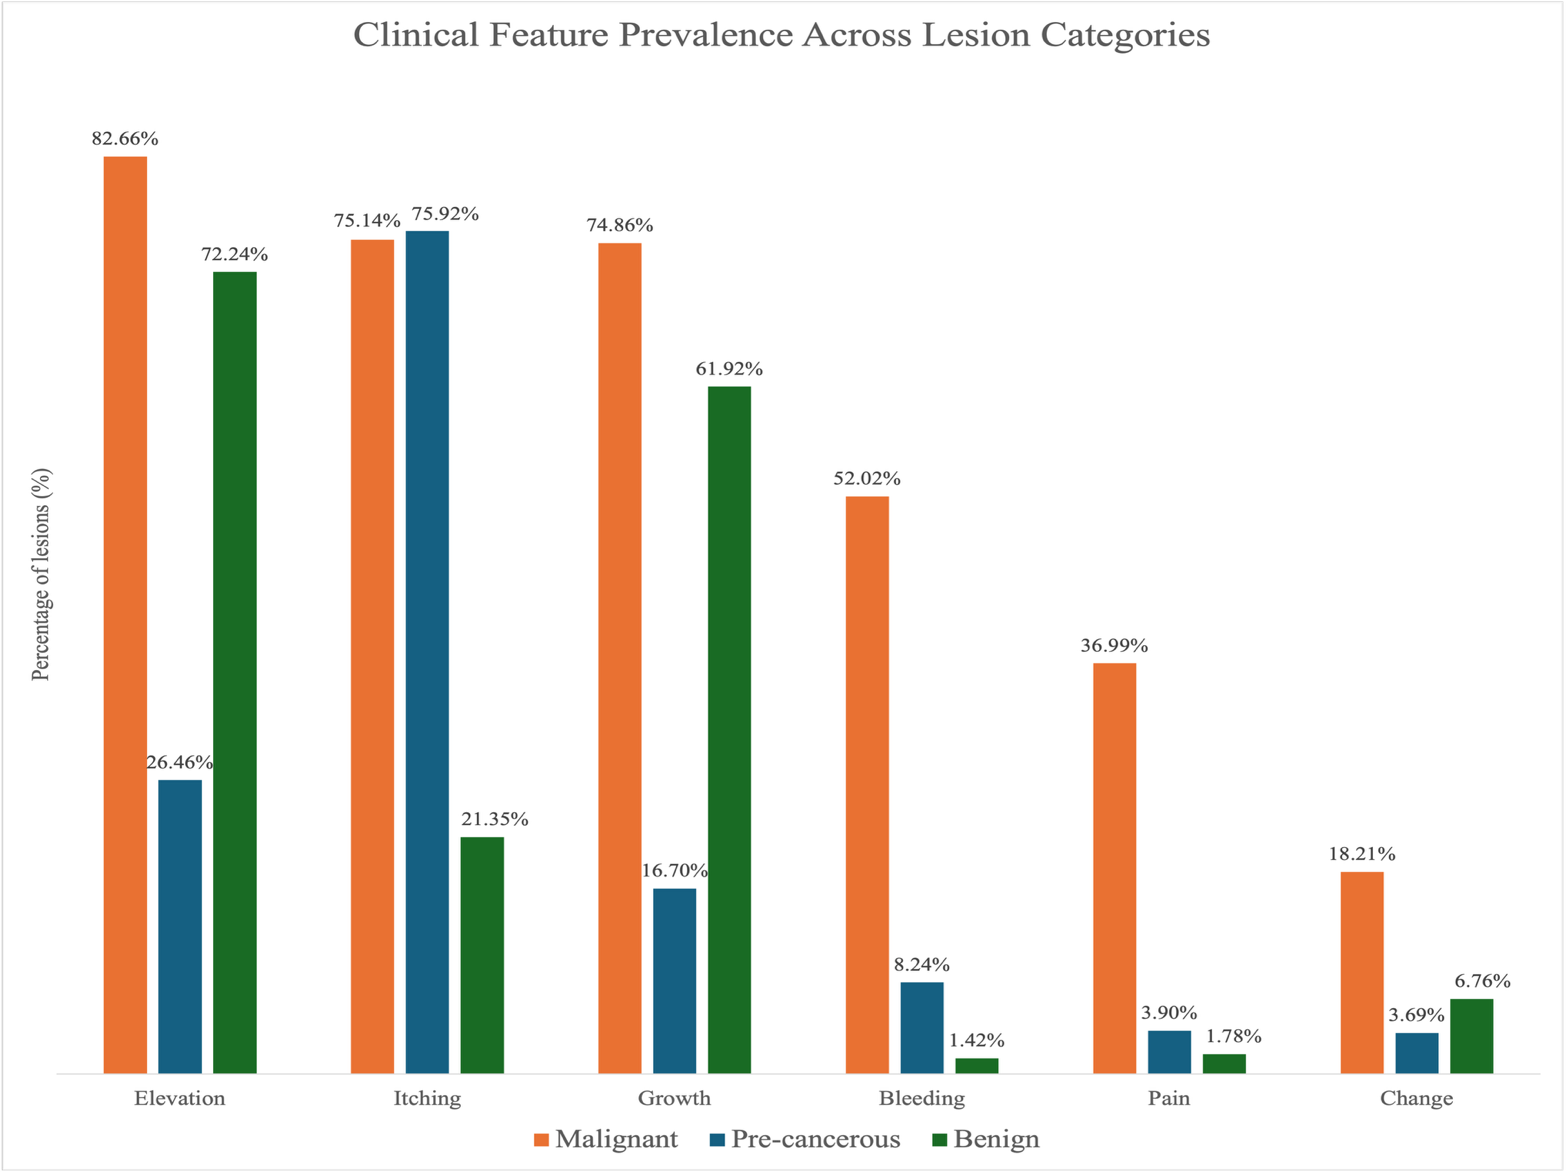 Clinical Feature Prevalence Across Lesion Categories
Percentage of lesions (%)
82.66%
26.46%
72.24%
75.14%
75.92%
21.35%
74.86%
16.70%
61.92%
52.02%
8.24%
1.42%
36.99%
3.90%
1.78%
18.21%
3.69%
6.76%
Elevation
Itching
Growth
Bleeding
Pain
Change
Malignant
Pre-cancerous
Benign